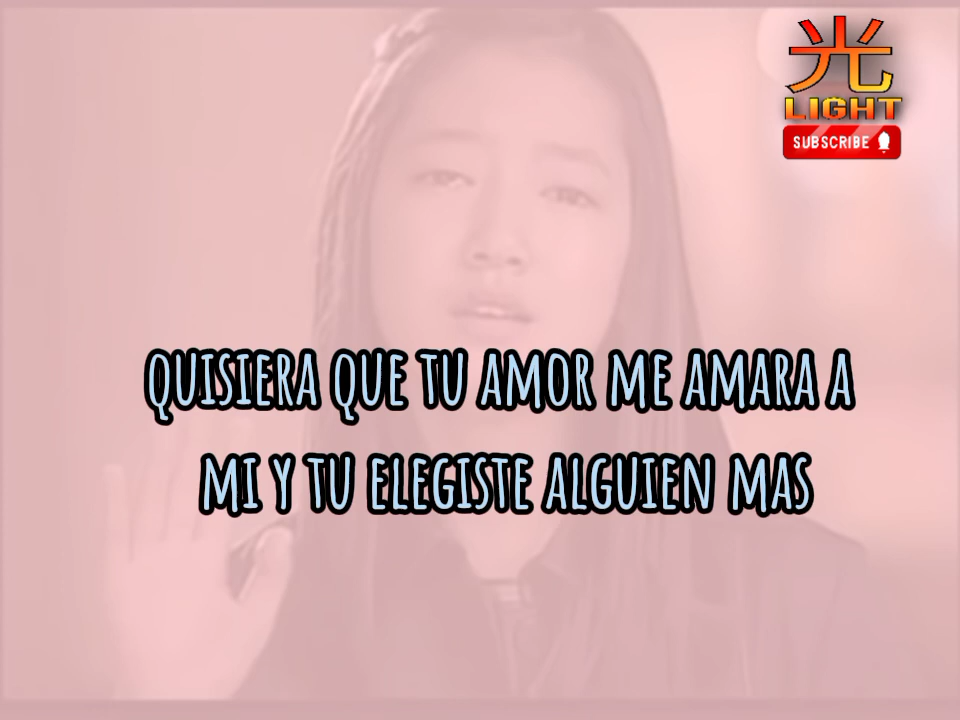 光
LIGHT
SUBSCRIBE
QUISIERA QUE TU AMOR ME AMARA A
MI Y TU ELEGISTE ALGUIEN MAS